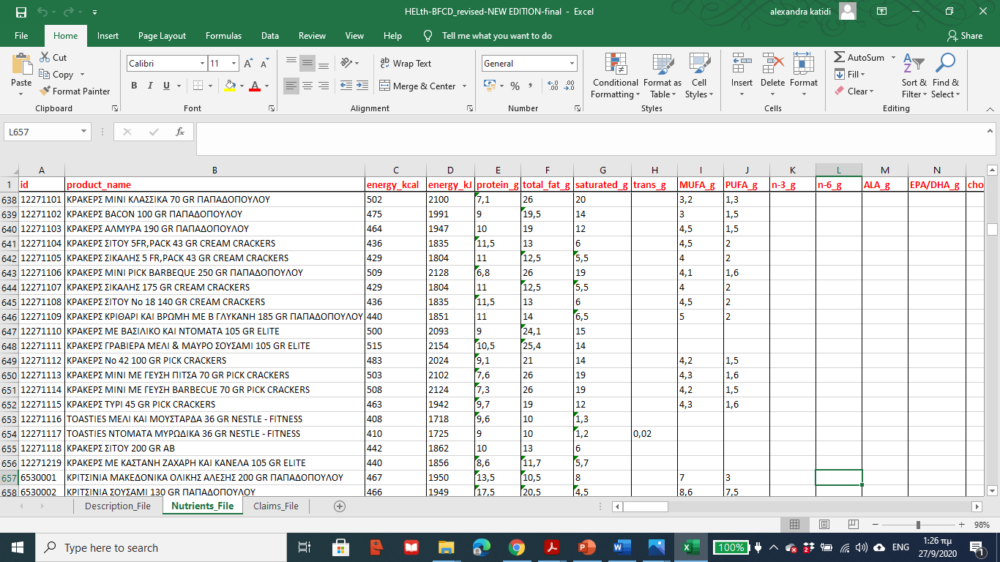 HELth-BFCD_revised-NEW EDITION-final - Excel
alexandra katidi
File Home Insert Page Layout Formulas Data Review View Help Tell me what you want to do Share
Paste
Cut
Copy
Format Painter
Clipboard
Calibri 11
B I U
Font
Wrap Text
Merge & Center
Alignment
General
Number
Conditional Formatting
Format as Table
Cell Styles
Styles
Insert Delete Format
Cells
AutoSum
Fill
Clear
Sort & Filter
Find & Select
Editing
L657 fx
A B C D E F G H I J K L M N
1 id product_name energy_kcal energy_kJ protein_g total_fat_g saturated_g trans_g MUFA_g PUFA_g n-3_g n-6_g ALA_g EPA/DHA_g cho
638 12271101 ΚΡΑΚΕΡΣ ΜΙΝΙ ΚΛΑΣΣΙΚΑ 70 GR ΠΑΠΑΔΟΠΟΥΛΟΥ 502 2100 7,1 26 20 3,2 1,3
639 12271102 ΚΡΑΚΕΡΣ BACON 100 GR ΠΑΠΑΔΟΠΟΥΛΟΥ 475 1991 9 19,5 14 3 1,5
640 12271103 ΚΡΑΚΕΡΣ ΑΛΜΥΡΑ 190 GR ΠΑΠΑΔΟΠΟΥΛΟΥ 464 1947 10 19 12 4,5 1,5
641 12271104 ΚΡΑΚΕΡΣ ΣΙΤΟΥ 5FR,PACK 43 GR CREAM CRACKERS 436 1835 11,5 13 6 4,5 2
642 12271105 ΚΡΑΚΕΡΣ ΣΙΚΑΛΗΣ 5 FR,PACK 43 GR CREAM CRACKERS 429 1804 11 12,5 5,5 4 2
643 12271106 ΚΡΑΚΕΡΣ MINI PICK BARBEQUE 250 GR ΠΑΠΑΔΟΠΟΥΛΟΥ 509 2128 6,8 26 19 4,1 1,6
644 12271107 ΚΡΑΚΕΡΣ ΣΙΚΑΛΗΣ 175 GR CREAM CRACKERS 429 1804 11 12,5 5,5 4 2
645 12271108 ΚΡΑΚΕΡΣ ΣΙΤΟΥ No 18 140 GR CREAM CRACKERS 436 1835 11,5 13 6 4,5 2
646 12271109 ΚΡΑΚΕΡΣ ΚΡΙΘΑΡΙ ΚΑΙ ΒΡΩΜΗ ΜΕ Β ΓΛΥΚΑΝΗ 185 GR ΠΑΠΑΔΟΠΟΥΛΟΥ 440 1851 11 14 6,5 5 2
647 12271110 ΚΡΑΚΕΡΣ ΜΕ ΒΑΣΙΛΙΚΟ ΚΑΙ ΝΤΟΜΑΤΑ 105 GR ELITE 500 2093 9 24,1 15
648 12271111 ΚΡΑΚΕΡΣ ΓΡΑΒΙΕΡΑ ΜΕΛΙ & ΜΑΥΡΟ ΣΟΥΣΑΜΙ 105 GR ELITE 515 2154 10,5 25,4 14
649 12271112 ΚΡΑΚΕΡΣ No 42 100 GR PICK CRACKERS 483 2024 9,1 21 14 4,2 1,5
650 12271113 ΚΡΑΚΕΡΣ ΜΙΝΙ ΜΕ ΓΕΥΣΗ ΠΙΤΣΑ 70 GR PICK CRACKERS 503 2102 7,6 26 19 4,3 1,6
651 12271114 ΚΡΑΚΕΡΣ ΜΙΝΙ ΜΕ ΓΕΥΣΗ BARBECUE 70 GR PICK CRACKERS 508 2124 7,3 26 19 4,2 1,5
652 12271115 ΚΡΑΚΕΡΣ ΤΥΡΙ 45 GR PICK CRACKERS 463 1942 9,7 19 12 4,3 1,6
653 12271116 TOASTIES ΜΕΛΙ ΚΑΙ ΜΟΥΣΤΑΡΔΑ 36 GR NESTLE - FITNESS 408 1718 9,6 10 1,3
654 12271117 TOASTIES ΝΤΟΜΑΤΑ ΜΥΡΩΔΙΚΑ 36 GR NESTLE - FITNESS 410 1725 9 10 1,2 0,02
655 12271118 ΚΡΑΚΕΡΣ ΣΙΤΟΥ 200 GR ΑΒ 442 1862 10 13 6
656 12271219 ΚΡΑΚΕΡΣ ΜΕ ΚΑΣΤΑΝΗ ΖΑΧΑΡΗ ΚΑΙ ΚΑΝΕΛΑ 105 GR ELITE 440 1856 8,6 11,7 5,7
657 6530001 ΚΡΙΤΣΙΝΙΑ ΜΑΚΕΔΟΝΙΚΑ ΟΛΙΚΗΣ ΑΛΕΣΗΣ 200 GR ΠΑΠΑΔΟΠΟΥΛΟΥ 467 1950 13,5 10,5 8 7 3
658 6530002 ΚΡΙΤΣΙΝΙΑ ΣΟΥΣΑΜΙ 130 GR ΠΑΠΑΔΟΠΟΥΛΟΥ 466 1949 17,5 20,5 4,5 8,6 7,5
Description_File Nutrients_File Claims_File
98%
Type here to search
100%
ENG
1:26 πμ
27/9/2020
1